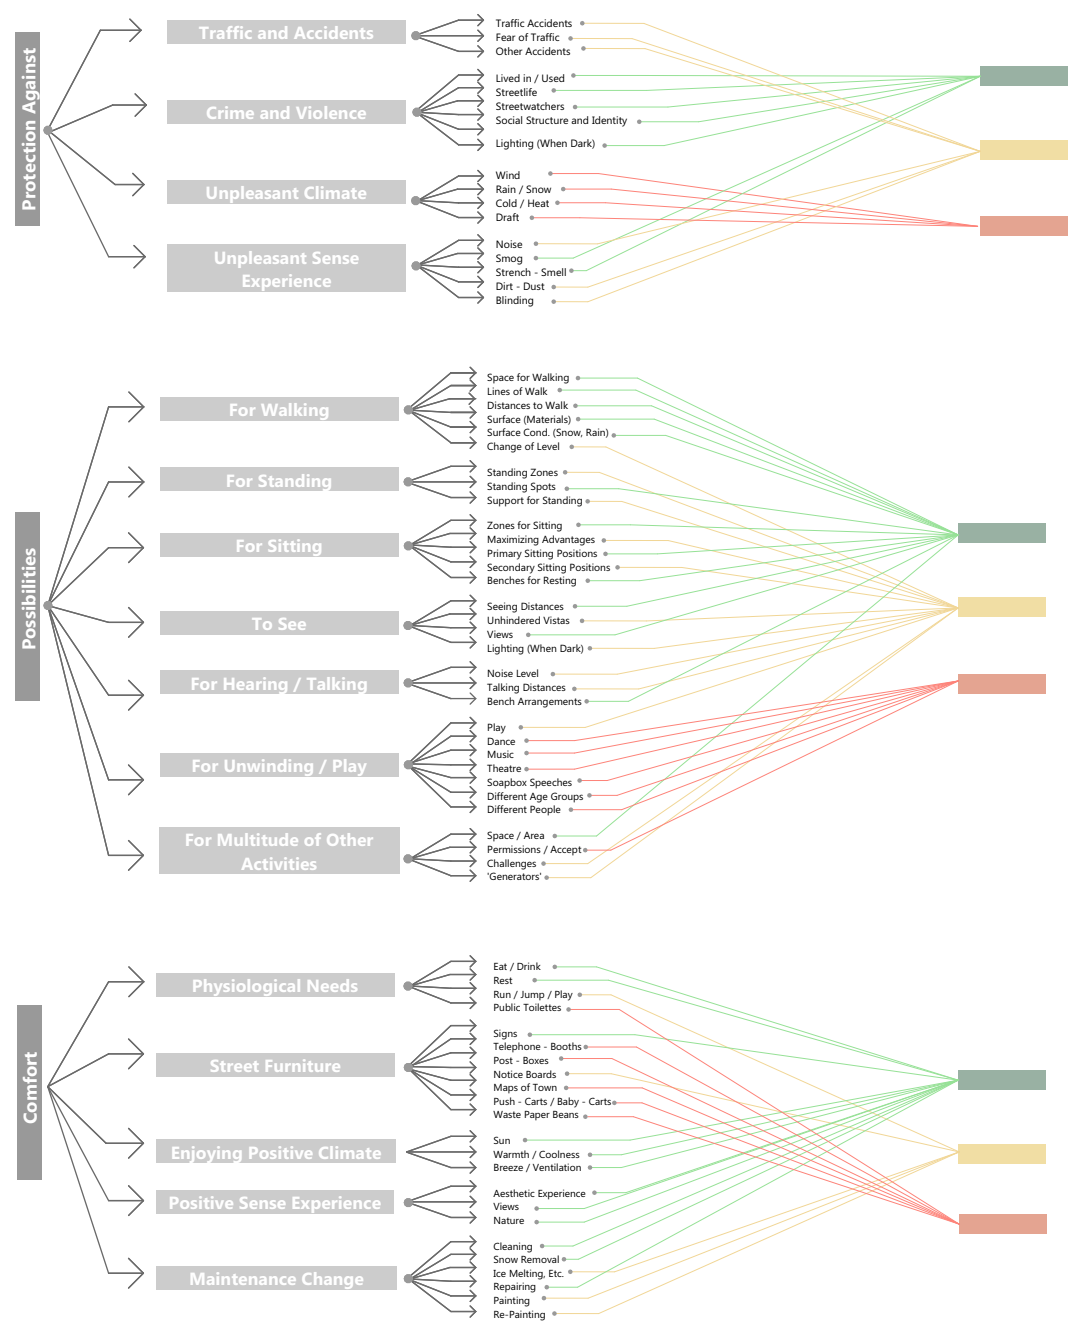 Protection Against
Traffic and Accidents
Traffic Accidents
Fear of Traffic
Other Accidents
Crime and Violence
Lived in / Used
Streetlife
Streetwatchers
Social Structure and Identity
Lighting (When Dark)
Unpleasant Climate
Wind
Rain / Snow
Cold / Heat
Draft
Unpleasant Sense
Experience
Noise
Smog
Strench - Smell
Dirt - Dust
Blinding
Possibilities
For Walking
Space for Walking
Lines of Walk
Distances to Walk
Surface (Materials)
Surface Cond. (Snow, Rain)
Change of Level
For Standing
Standing Zones
Standing Spots
Support for Standing
For Sitting
Zones for Sitting
Maximizing Advantages
Primary Sitting Positions
Secondary Sitting Positions
Benches for Resting
To See
Seeing Distances
Unhindered Vistas
Views
Lighting (When Dark)
For Hearing / Talking
Noise Level
Talking Distances
Bench Arrangements
For Unwinding / Play
Play
Dance
Music
Theatre
Soapbox Speeches
Different Age Groups
Different People
For Multitude of Other
Activities
Space / Area
Permissions / Accept
Challenges
'Generators'
Comfort
Physiological Needs
Eat / Drink
Rest
Run / Jump / Play
Public Toilettes
Street Furniture
Signs
Telephone - Booths
Post - Boxes
Notice Boards
Maps of Town
Push - Carts / Baby - Carts
Waste Paper Beans
Enjoying Positive Climate
Sun
Warmth / Coolness
Breeze / Ventilation
Positive Sense Experience
Aesthetic Experience
Views
Nature
Maintenance Change
Cleaning
Snow Removal
Ice Melting, Etc.
Repairing
Painting
Re-Painting